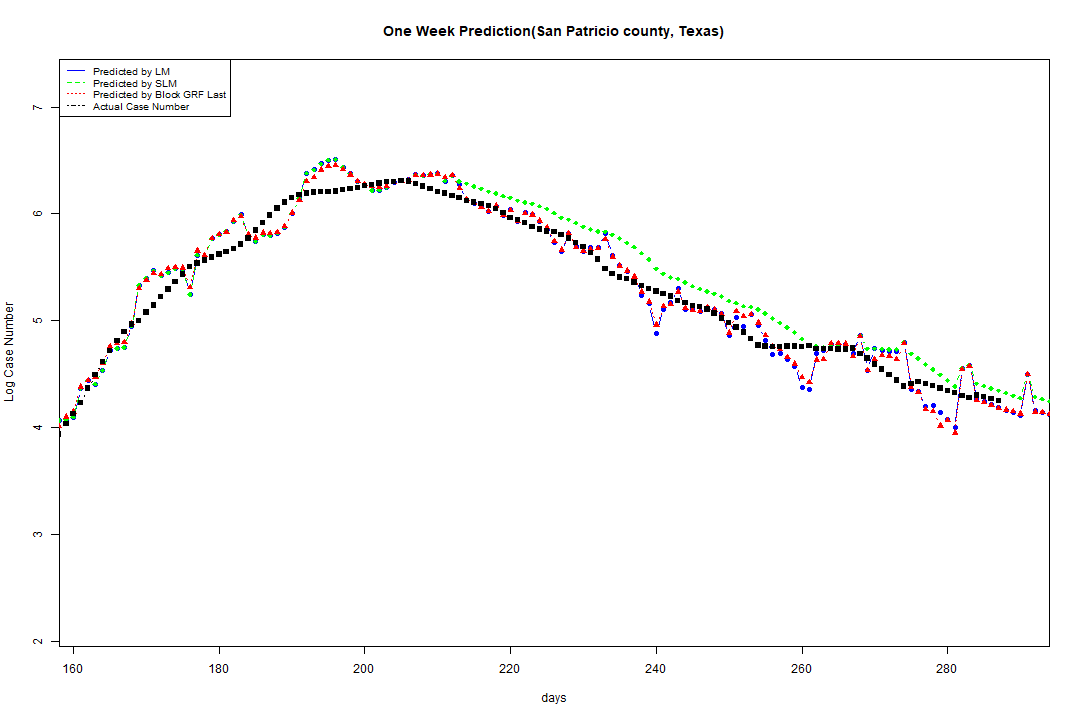 One Week Prediction(San Patricio county, Texas)
Predicted by LM
Predicted by SLM
Predicted by Block GRF Last
Actual Case Number
7
6
5
4
3
2
Log Case Number
160
180
200
220
240
260
280
days